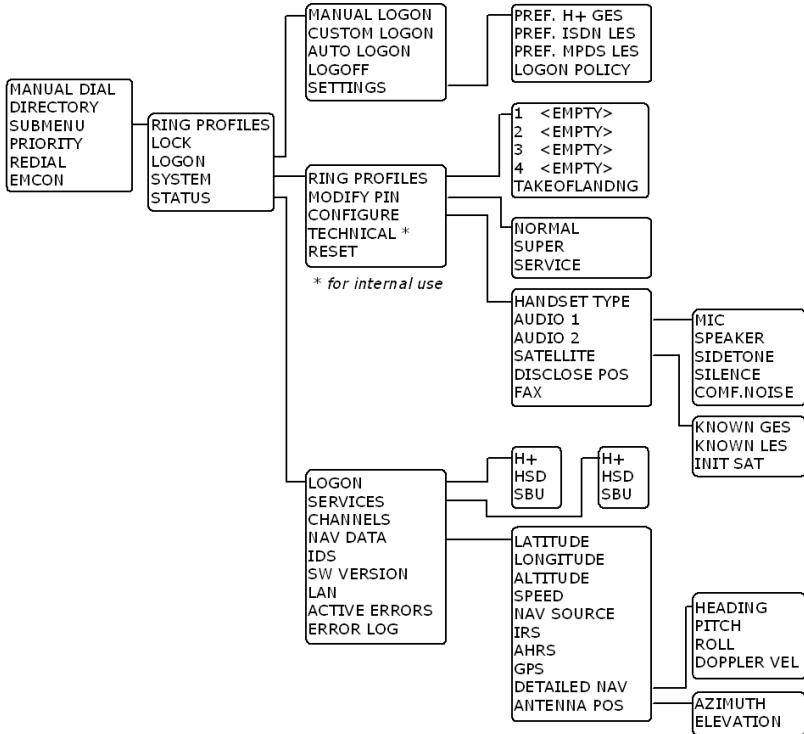 MANUAL DIAL
DIRECTORY
SUBMENU
PRIORITY
REDIAL
EMCON
RING PROFILES
LOCK
LOGON
SYSTEM
STATUS
MANUAL LOGON
CUSTOM LOGON
AUTO LOGON
LOGOFF
SETTINGS
PREF. H+ GES
PREF. ISDN LES
PREF. MPDS LES
LOGON POLICY
RING PROFILES
MODIFY PIN
CONFIGURE
TECHNICAL *
RESET
* for internal use
1 <EMPTY>
2 <EMPTY>
3 <EMPTY>
4 <EMPTY>
TAKEOFLANDNG
NORMAL
SUPER
SERVICE
HANDSET TYPE
AUDIO 1
AUDIO 2
SATELLITE
DISCLOSE POS
FAX
MIC
SPEAKER
SIDETONE
SILENCE
COMF.NOISE
KNOWN GES
KNOWN LES
INIT SAT
LOGON
SERVICES
CHANNELS
NAV DATA
IDS
SW VERSION
LAN
ACTIVE ERRORS
ERROR LOG
H+
HSD
SBU
H+
HSD
SBU
LATITUDE
LONGITUDE
ALTITUDE
SPEED
NAV SOURCE
IRS
AHRS
GPS
DETAILED NAV
ANTENNA POS
HEADING
PITCH
ROLL
DOPPLER VEL
AZIMUTH
ELEVATION